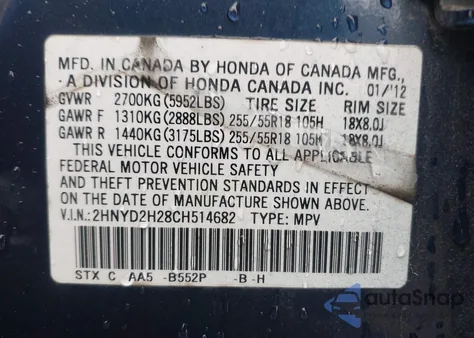 MFD. IN CANADA BY HONDA OF CANADA MFG.,
A DIVISION OF HONDA CANADA INC. 01/'12
GVWR 2700KG(5952LBS) TIRE SIZE RIM SIZE
GAWR F 1310KG(2888LBS) 255/55R18 105H 18X8.0J
GAWR R 1440KG(3175LBS) 255/55R18 105H 18X8.0J
THIS VEHICLE CONFORMS TO ALL APPLICABLE
FEDERAL MOTOR VEHICLE SAFETY
AND THEFT PREVENTION STANDARDS IN EFFECT
ON THE DATE OF MANUFACTURE SHOWN ABOVE.
V.I.N.:2HNYD2H28CH514682 TYPE: MPV
STX C AA5 -B552P -B -H
autoSnap